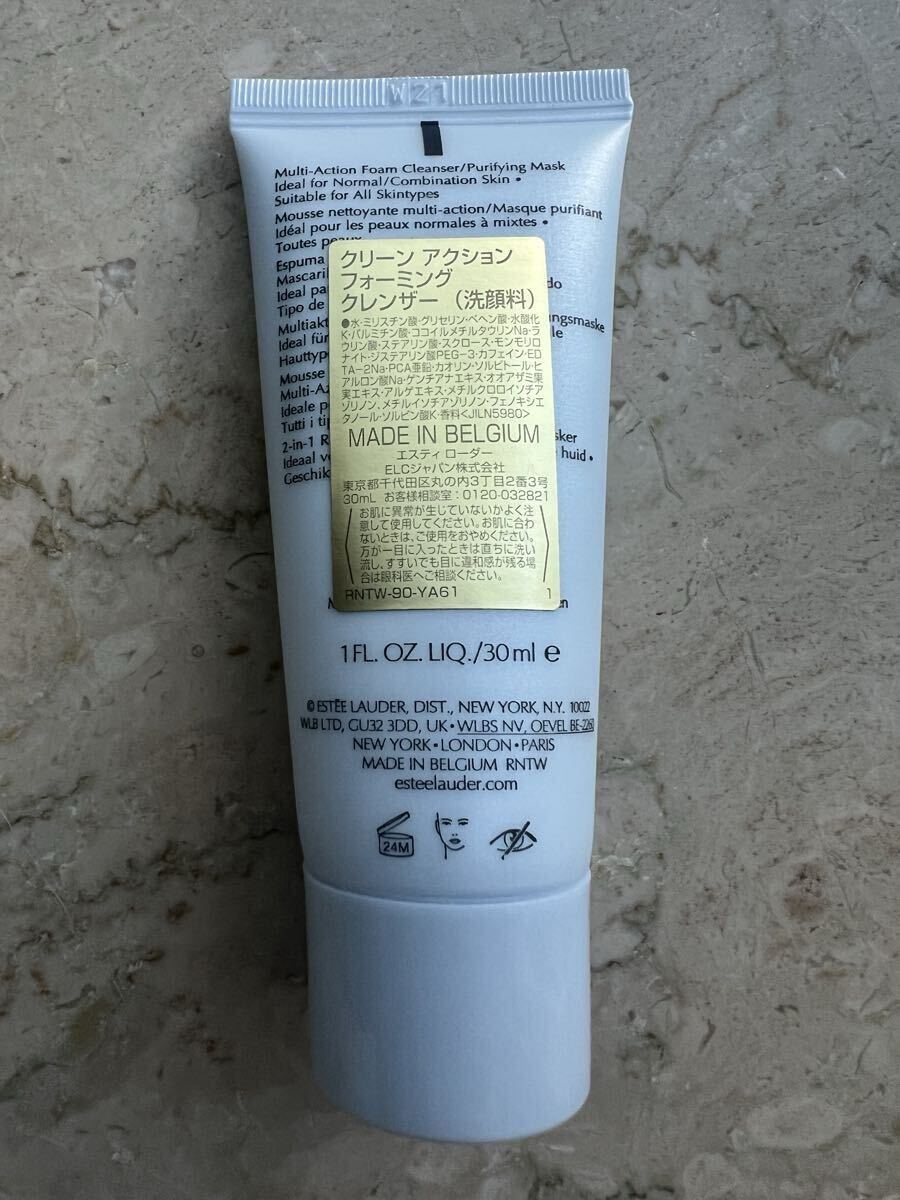 WZ1
Multi-Action Foam Cleanser/Purifying Mask
Ideal for Normal/Combination Skin •
Suitable for All Skintypes
Mousse nettoyante multi-action/Masque purifiant
Idéal pour les peaux normales à mixtes •
Toutes peaux
Espuma
Ideal
Tipo de
Ideal für
Mousse
Ideale
Tutti i
2-in-1
Ideaal
huid •
クリーン アクション
フォーミング
クレンザー (洗顔料)
●水・ミリスチン酸・グリセリン・ベヘン酸・水酸化
K・パルミチン酸・ココイルメチルタウリンNa・ラ
ウリン酸・ステアリン酸・スクロース・モンモリロ
ナイト・ジステアリン酸PEG-3・カフェイン・ED
TA-2Na・PCA亜鉛・カオリン・ソルビトール・ヒ
アルロン酸Na・ゲンチアナエキス・オオアザミ果
実エキス・アルゲエキス・メチルクロロイソチア
ゾリノン、メチルイソチアゾリノン・フェノキシエ
タノール・ソルビン酸K・香料<JILN5980>
MADE IN BELGIUM
エスティ ローダー
ELCジャパン株式会社
東京都千代田区丸の内3丁目2番3号
30mL お客様相談室：0120-032821
お肌に異常が生じていないかよく注
意して使用してください。お肌に合わ
ないときは、ご使用をおやめください。
万が一目に入ったときは直ちに洗い
流し、すすいでも目に違和感が残る場
合は眼科医へご相談ください。
RNTW-90-YA61 1
1 FL. OZ. LIQ./30 ml e
© ESTĒE LAUDER, DIST., NEW YORK, N.Y. 10022
WLB LTD, GU32 3DD, UK • WLBS NV, OEVEL BE-2260
NEW YORK • LONDON • PARIS
MADE IN BELGIUM RNTW
esteelauder.com
24M